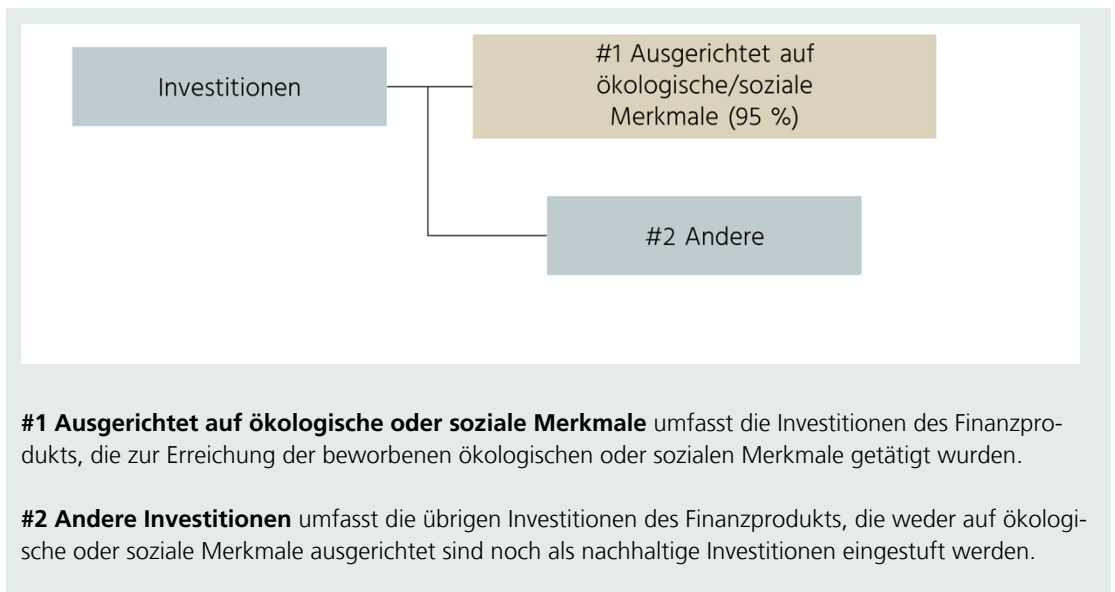 Investitionen
#1 Ausgerichtet auf
ökologische/soziale
Merkmale (95 %)
#2 Andere
#1 Ausgerichtet auf ökologische oder soziale Merkmale umfasst die Investitionen des Finanzpro-
dukts, die zur Erreichung der beworbenen ökologischen oder sozialen Merkmale getätigt wurden.
#2 Andere Investitionen umfasst die übrigen Investitionen des Finanzprodukts, die weder auf ökologi-
sche oder soziale Merkmale ausgerichtet sind noch als nachhaltige Investitionen eingestuft werden.